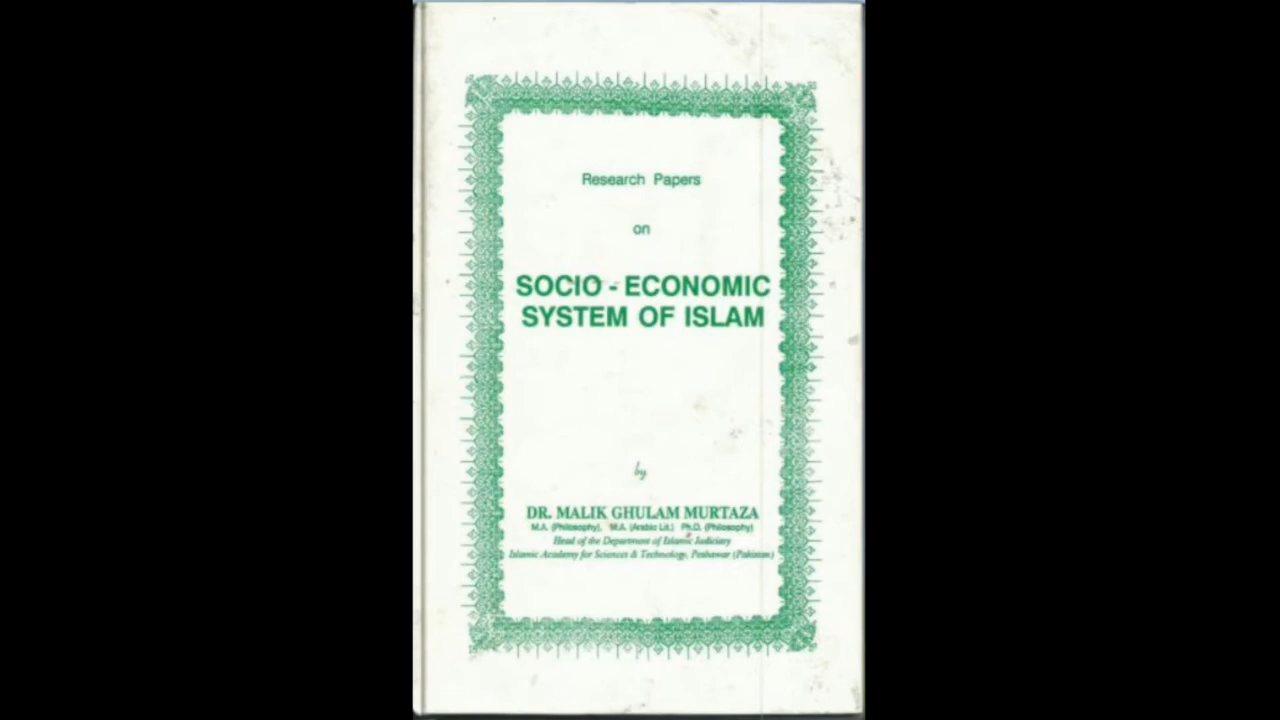 Research Papers
on
SOCIO - ECONOMIC
SYSTEM OF ISLAM
by
DR. MALIK GHULAM MURTAZA
M.A. (Philosophy), M.A. (Arabic Lit.) Ph.D. (Philosophy)
Head of the Department of Islamic Judiciary
Islamic Academy for Sciences & Technology, Peshawar (Pakistan)